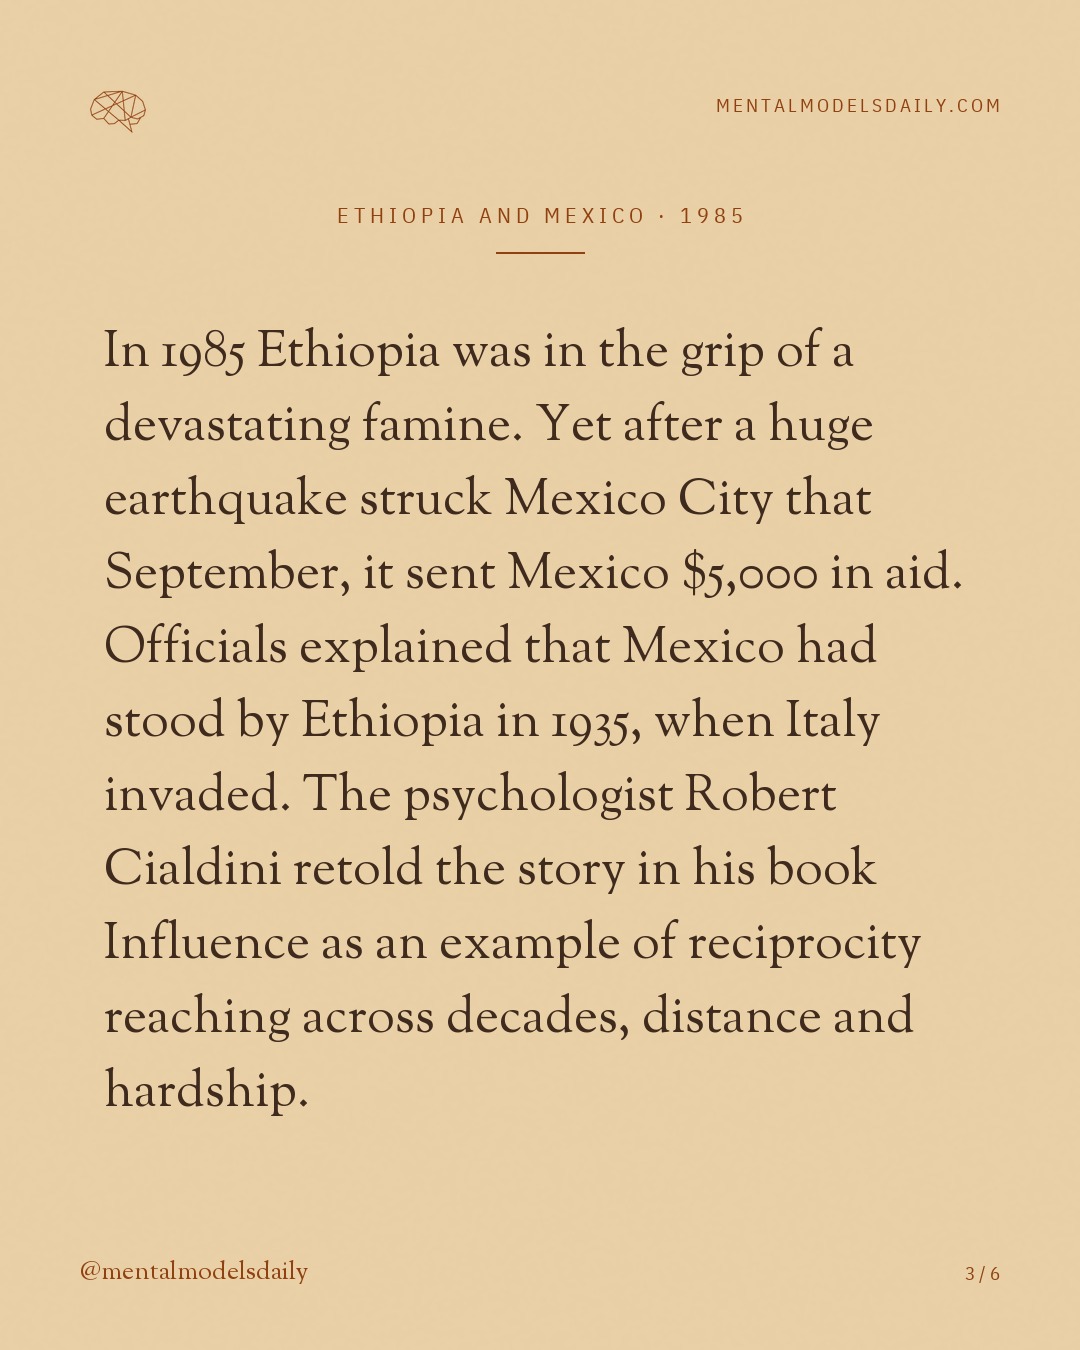 MENTALMODELSDAILY.COM
ETHIOPIA AND MEXICO · 1985
In 1985 Ethiopia was in the grip of a
devastating famine. Yet after a huge
earthquake struck Mexico City that
September, it sent Mexico $5,000 in aid.
Officials explained that Mexico had
stood by Ethiopia in 1935, when Italy
invaded. The psychologist Robert
Cialdini retold the story in his book
Influence as an example of reciprocity
reaching across decades, distance and
hardship.
@mentalmodelsdaily
3 / 6